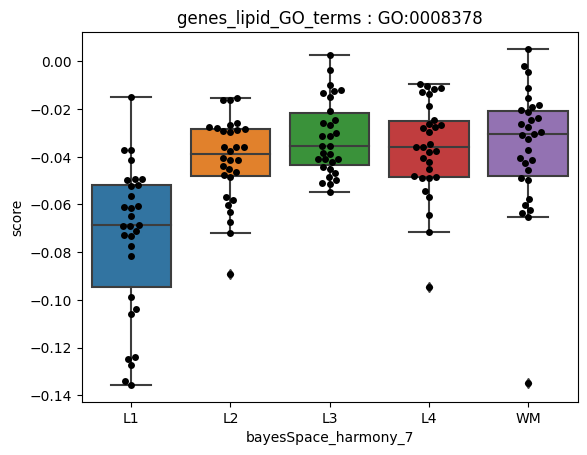 genes_lipid_GO_terms : GO:0008378
0.00
−0.02
−0.04
−0.06
−0.08
−0.10
−0.12
−0.14
score
L1 L2 L3 L4 WM
bayesSpace_harmony_7